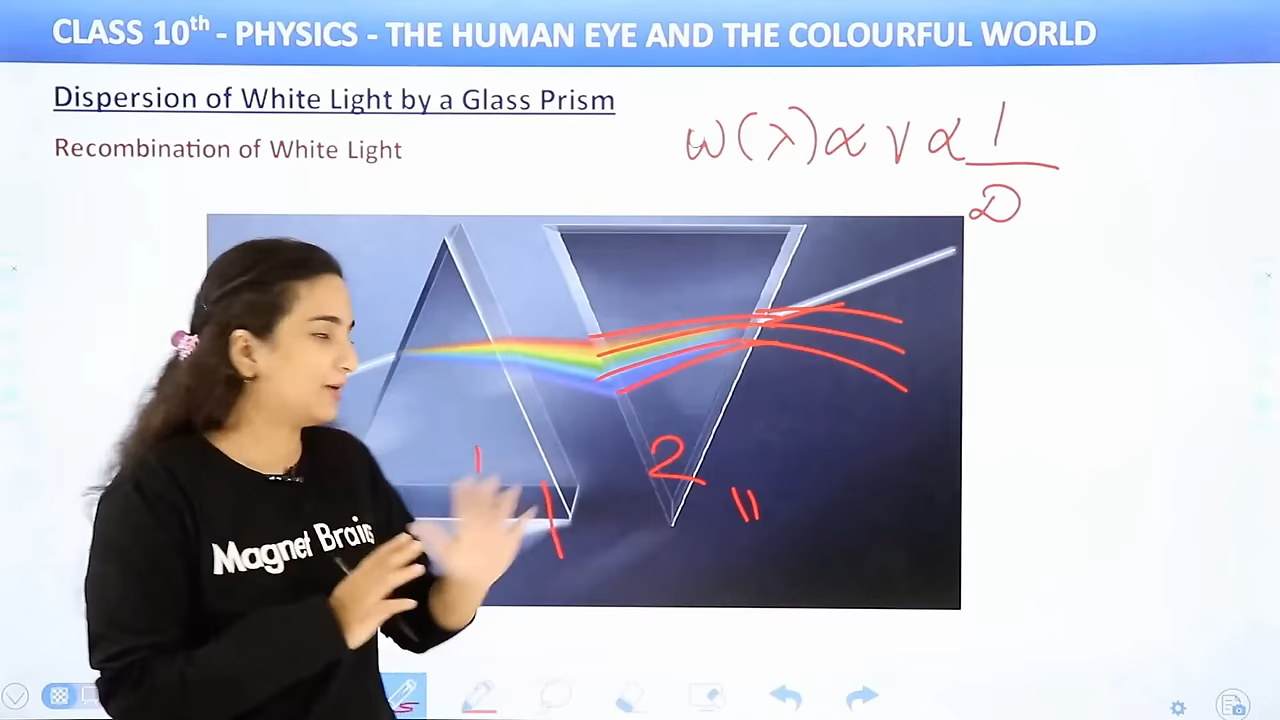 CLASS 10th - PHYSICS - THE HUMAN EYE AND THE COLOURFUL WORLD
Dispersion of White Light by a Glass Prism
Recombination of White Light
ω(λ) ∝ v ∝ 1/D
1
2
Magnet Brains